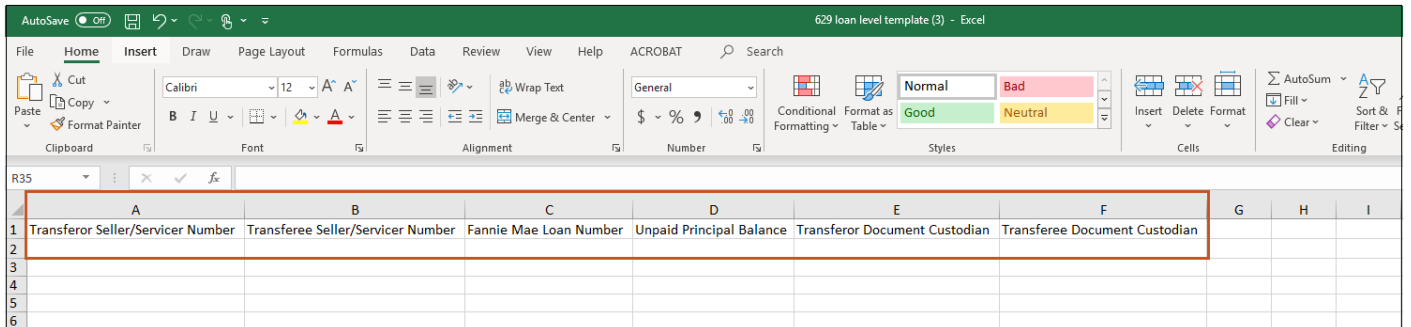 AutoSave Off 629 loan level template (3) - Excel
File Home Insert Draw Page Layout Formulas Data Review View Help ACROBAT Search
Cut
Copy
Format Painter
Paste
Clipboard
Calibri 12 A A
B I U A
Font
ab Wrap Text
Merge & Center
Alignment
General
$ % 9 .00 .00
Number
Conditional Formatting
Format as Table
Normal Bad
Good Neutral
Styles
Insert Delete Format
Cells
AutoSum
Fill
Clear
Sort &
Filter
Editing
R35 fx
A B C D E F G H I
1 Transferor Seller/Servicer Number Transferee Seller/Servicer Number Fannie Mae Loan Number Unpaid Principal Balance Transferor Document Custodian Transferee Document Custodian
2
3
4
5
6